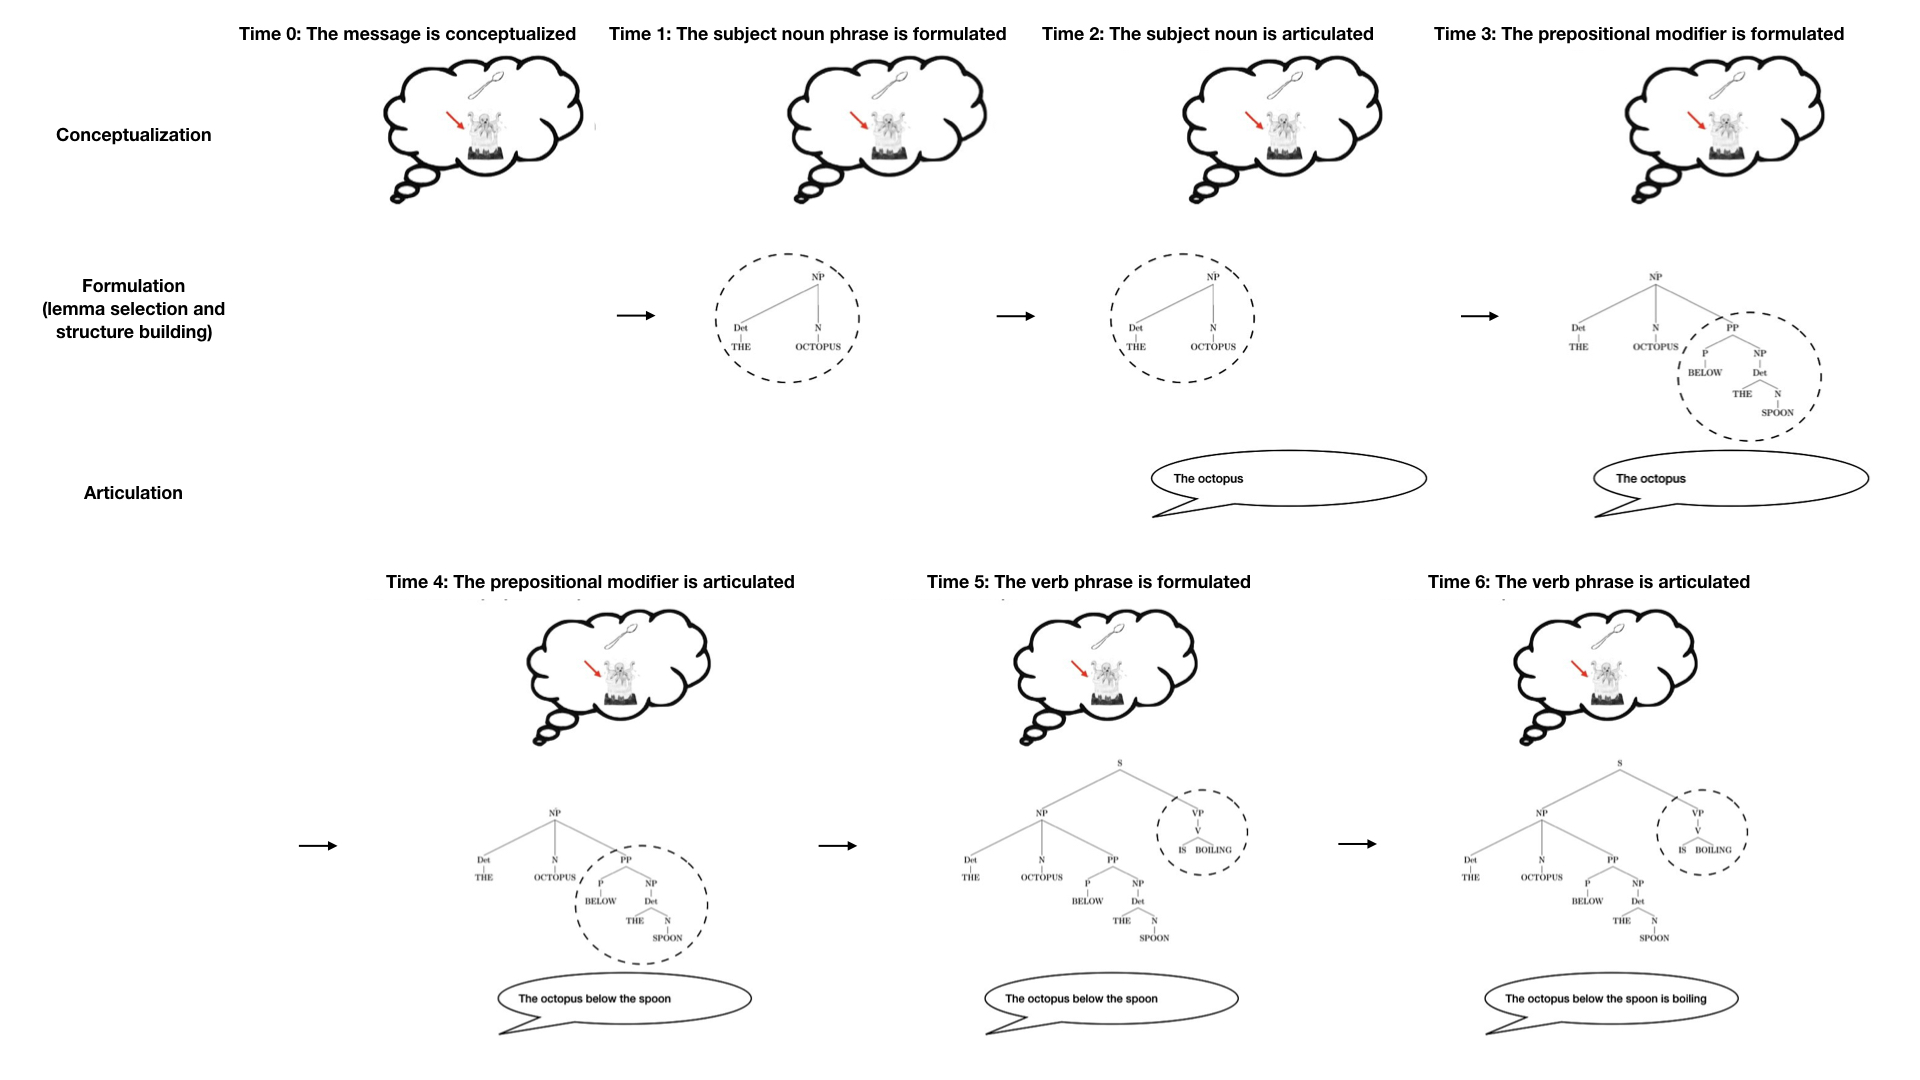 Time 0: The message is conceptualized
Time 1: The subject noun phrase is formulated
Time 2: The subject noun is articulated
Time 3: The prepositional modifier is formulated
Conceptualization
Formulation
(lemma selection and
structure building)
NP
Det N
THE OCTOPUS
NP
Det N
THE OCTOPUS
NP
Det N PP
THE OCTOPUS
P NP
BELOW Det
THE N
SPOON
Articulation
The octopus
The octopus
Time 4: The prepositional modifier is articulated
Time 5: The verb phrase is formulated
Time 6: The verb phrase is articulated
NP
Det N PP
THE OCTOPUS
P NP
BELOW Det
THE N
SPOON
S
NP VP
V
IS BOILING
Det N PP
THE OCTOPUS
P NP
BELOW Det
THE N
SPOON
S
NP VP
V
IS BOILING
Det N PP
THE OCTOPUS
P NP
BELOW Det
THE N
SPOON
The octopus below the spoon
The octopus below the spoon
The octopus below the spoon is boiling